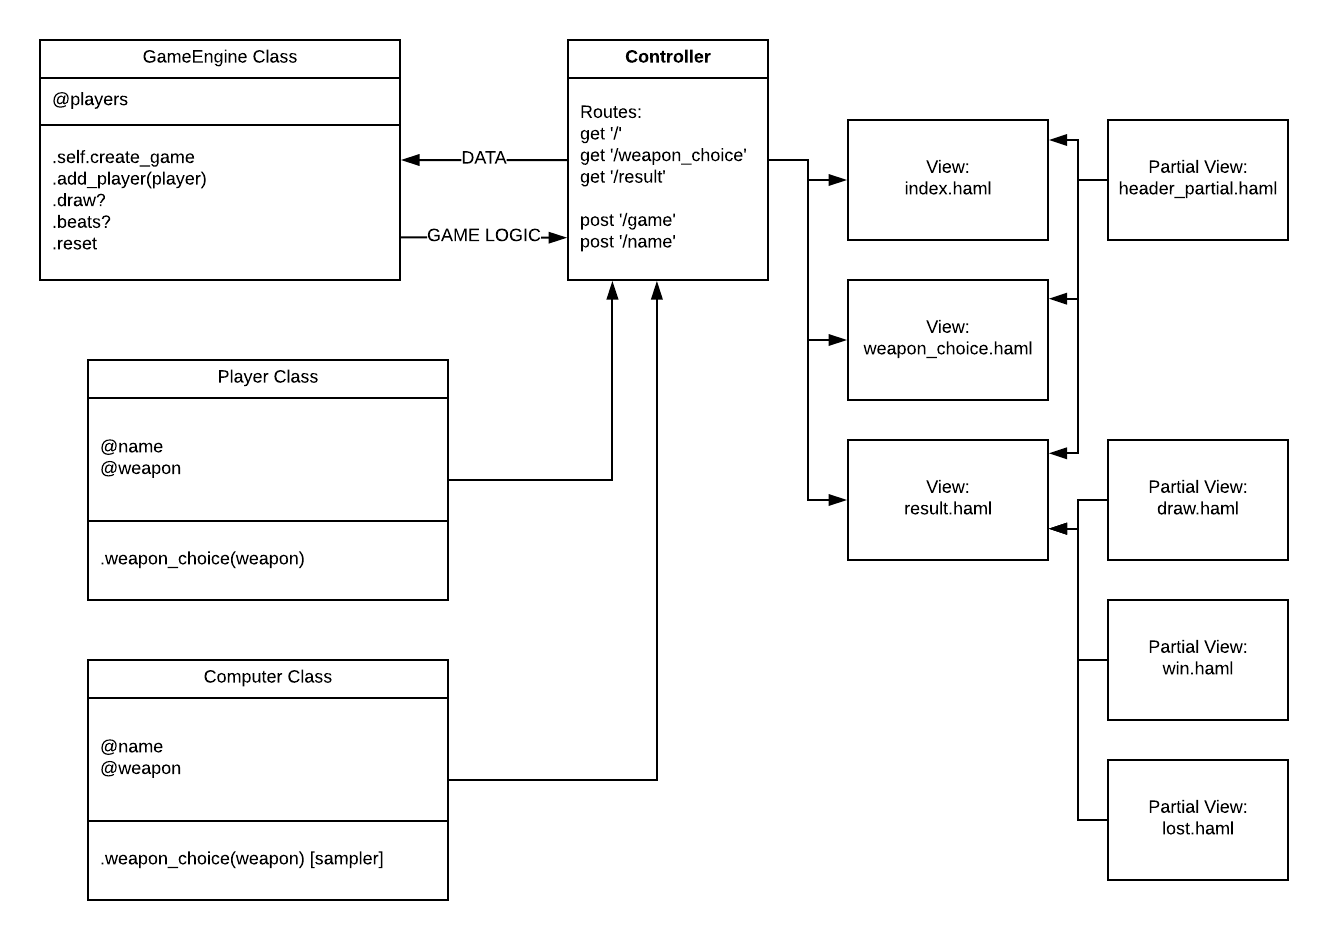 GameEngine Class
@players
.self.create_game
.add_player(player)
.draw?
.beats?
.reset
DATA
GAME LOGIC
Controller
Routes:
get '/'
get '/weapon_choice'
get '/result'
post '/game'
post '/name'
View:
index.haml
Partial View:
header_partial.haml
View:
weapon_choice.haml
Player Class
@name
@weapon
.weapon_choice(weapon)
View:
result.haml
Partial View:
draw.haml
Partial View:
win.haml
Computer Class
@name
@weapon
.weapon_choice(weapon) [sampler]
Partial View:
lost.haml